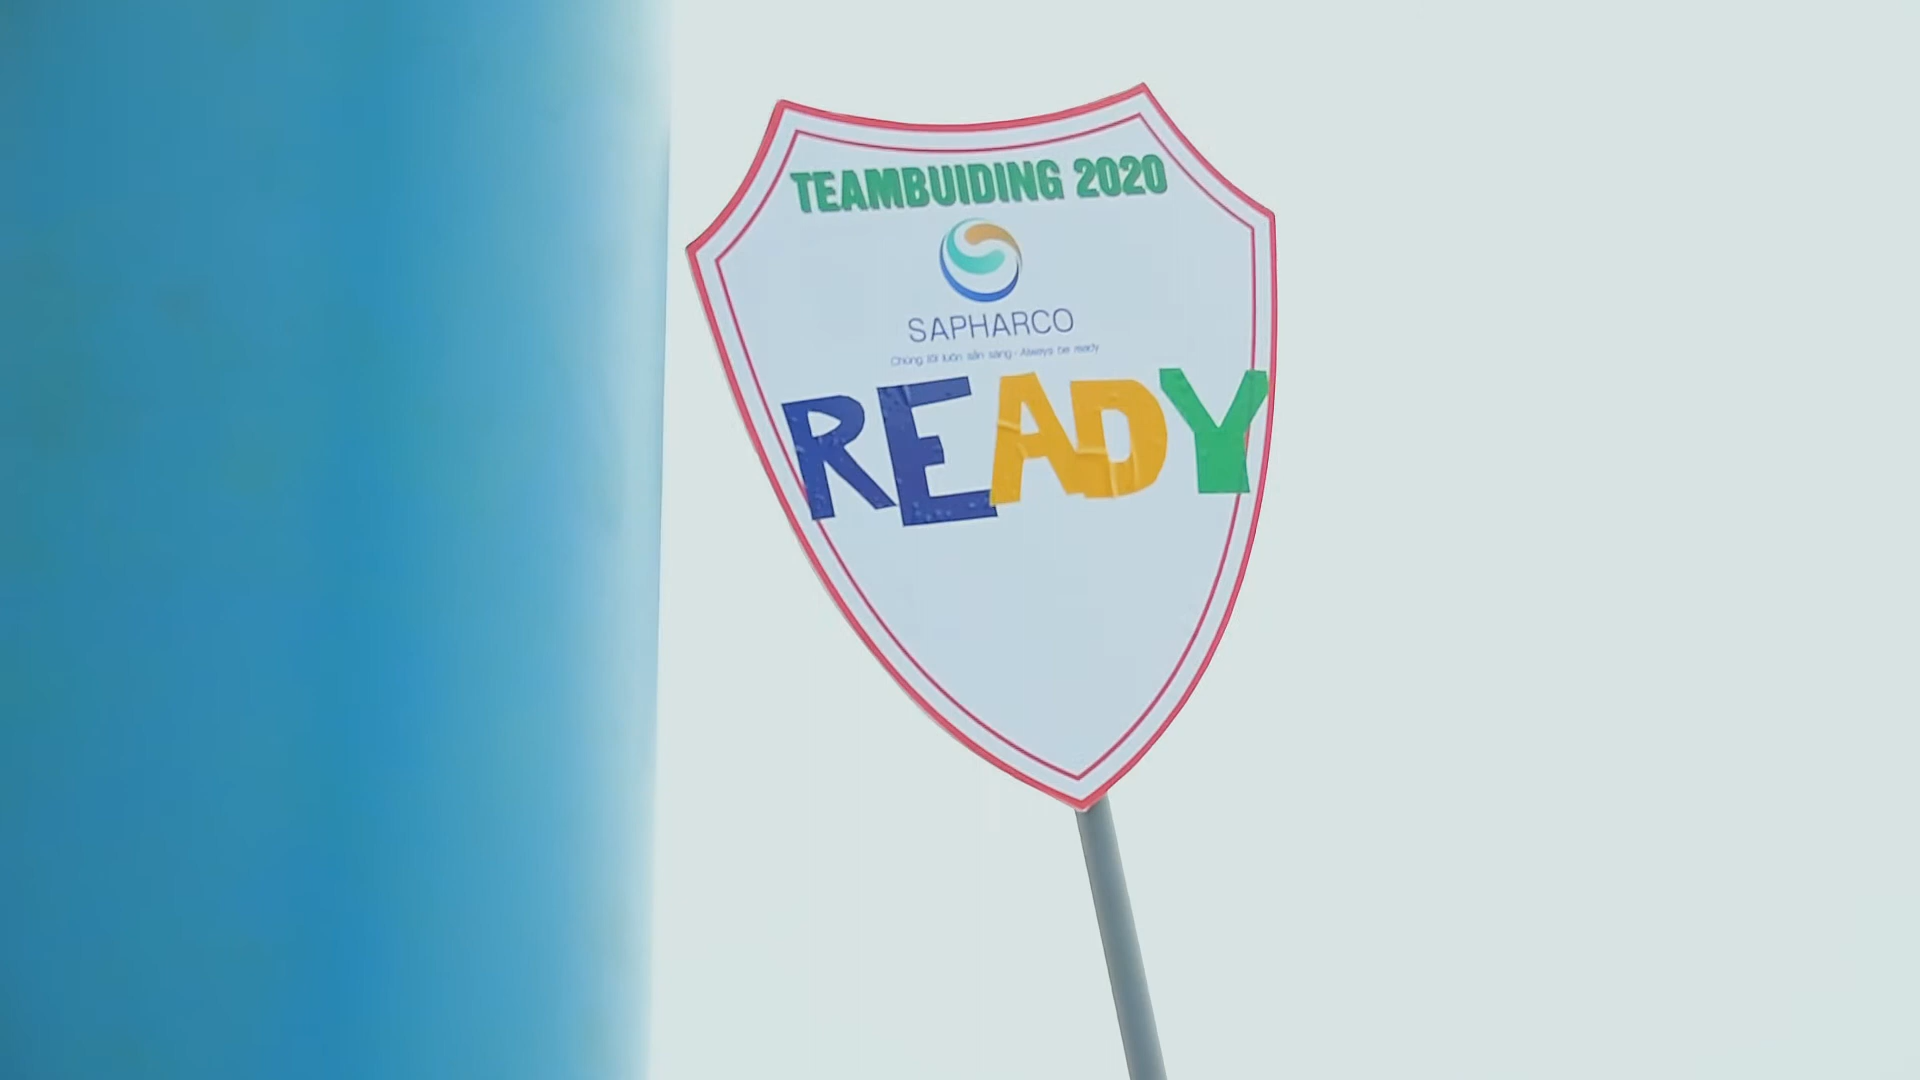 TEAMBUIDING 2020
SAPHARCO
Chúng tôi luôn sẵn sàng - Always be ready
READY